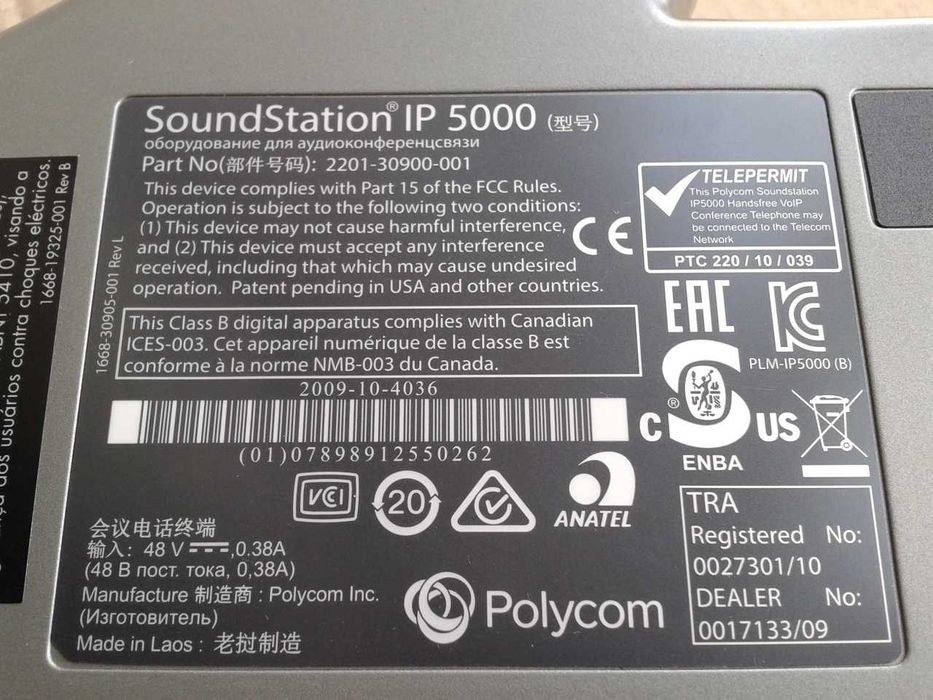 SoundStation® IP 5000 (型号)
оборудование для аудиоконференцсвязи
Part No(部件号码): 2201-30900-001
This device complies with Part 15 of the FCC Rules.
Operation is subject to the following two conditions:
(1) This device may not cause harmful interference,
and (2) This device must accept any interference
received, including that which may cause undesired
operation. Patent pending in USA and other countries.
CE
TELEPERMIT
This Polycom Soundstation
IP5000 Handsfree VoIP
Conference Telephone may
be connected to the Telecom
Network
PTC 220 / 10 / 039
1668-30905-001 Rev L
This Class B digital apparatus complies with Canadian
ICES-003. Cet appareil numérique de la classe B est
conforme à la norme NMB-003 du Canada.
EAC
KC
PLM-IP5000 (B)
2009-10-4036
(01)07898912550262
C ® US
ENBA
VCI
20
ANATEL
会议电话终端
输入: 48 V ,0.38A
(48 В пост. тока, 0,38A)
Manufacture 制造商 : Polycom Inc.
(Изготовитель)
Made in Laos : 老挝制造
Polycom
TRA
Registered No:
0027301/10
DEALER No:
0017133/09
5410, visando a
dos usuários contra choques eléctricos.
1668-19325-001 Rev B